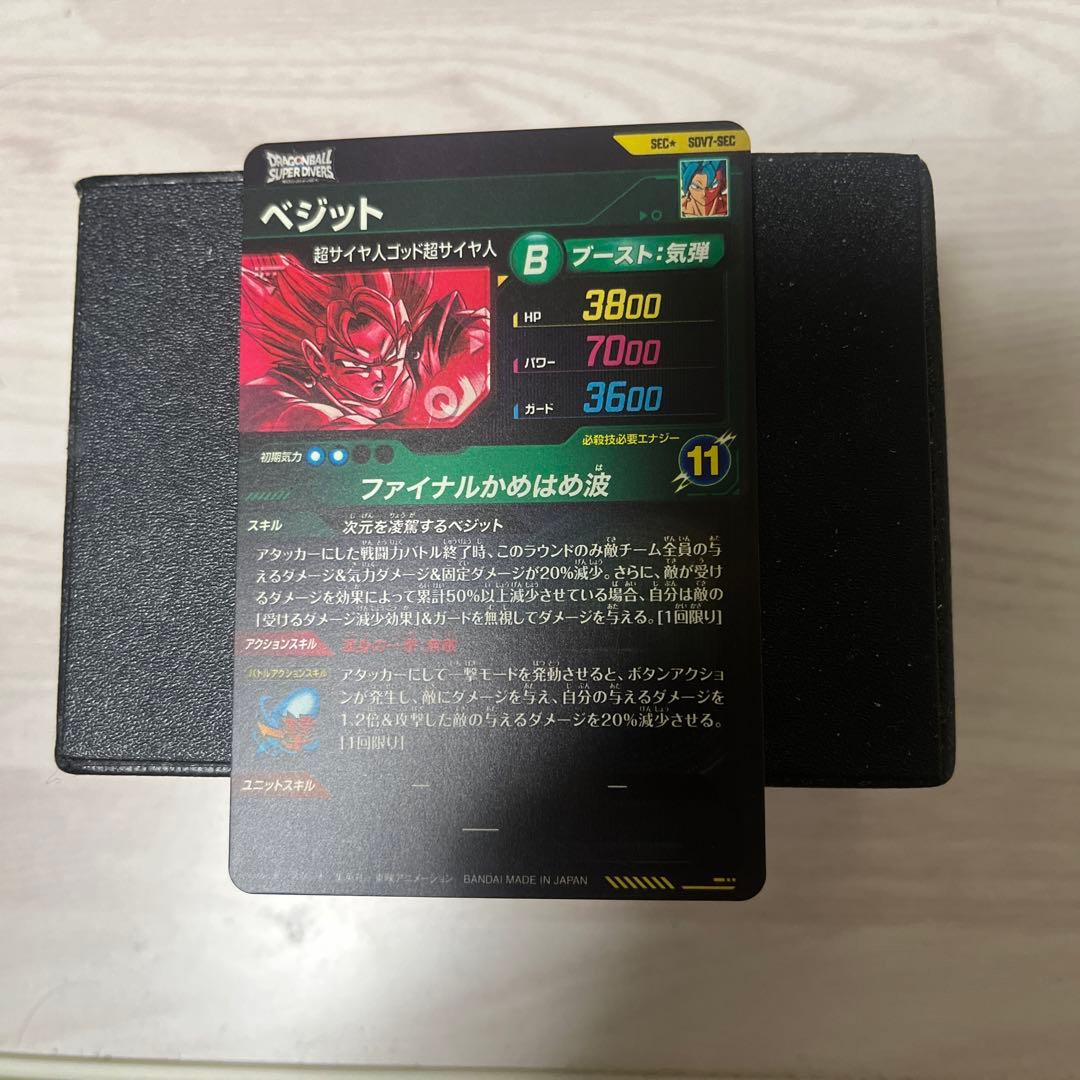 SEC★ SDV7-SEC
DRAGONBALL
SUPER DIVERS
ベジット
超サイヤ人ゴッド超サイヤ人
B ブースト:気弾
HP 3800
パワー 7000
ガード 3600
必殺技必要エナジー
11
初期気力
ファイナルかめはめ波
スキル 次元を凌駕するベジット
アタッカーにした戦闘力バトル終了時、このラウンドのみ敵チーム全員の与
えるダメージ&気力ダメージ&固定ダメージが20%減少。さらに、敵が受け
るダメージを効果によって累計50%以上減少させている場合、自分は敵の
「受けるダメージ減少効果」&ガードを無視してダメージを与える。[1回限り]
アクションスキル
バトルアクションスキル
アタッカーにして一撃モードを発動させると、ボタンアクショ
ンが発生し、敵にダメージを与え、自分の与えるダメージを
1.2倍&攻撃した敵の与えるダメージを20%減少させる。
[1回限り]
ユニットスキル
東映アニメーション BANDAI MADE IN JAPAN